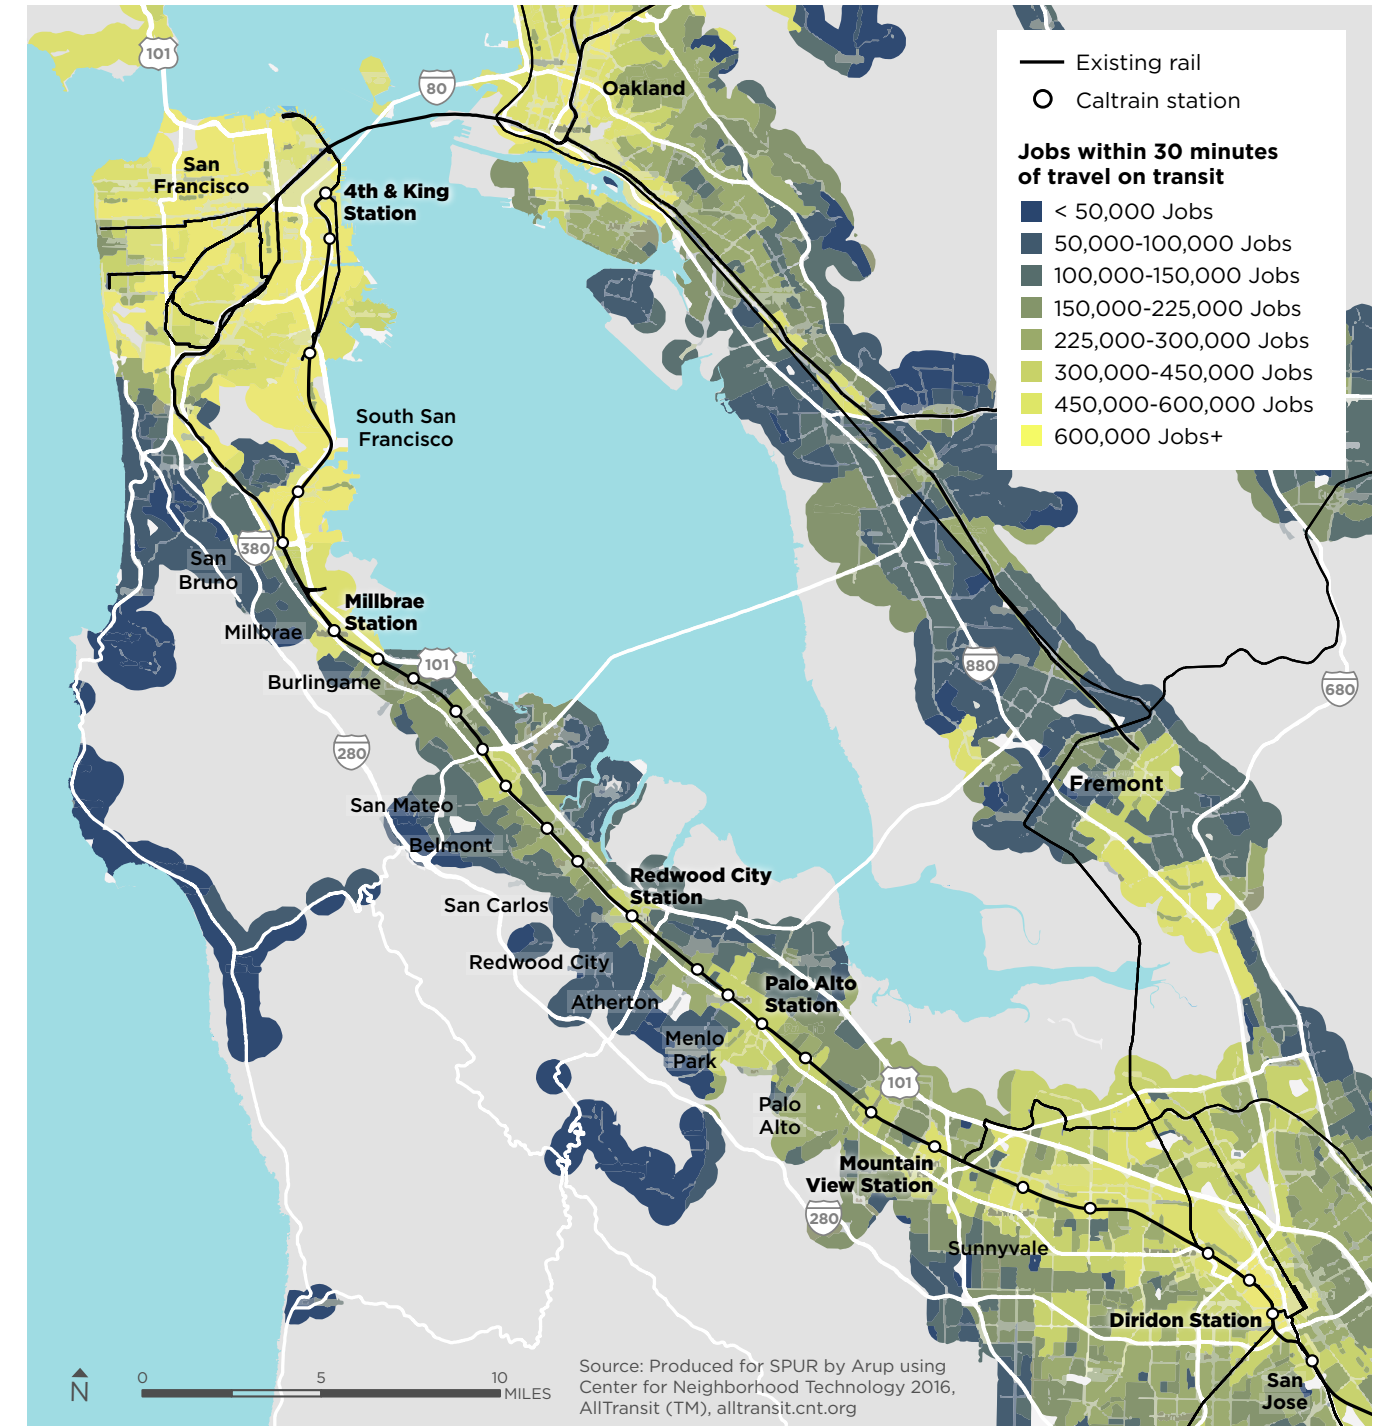 101
80
Oakland
San
Francisco
4th & King
Station
South San
Francisco
380
San
Bruno
Millbrae
Station
Millbrae
101
Burlingame
280
880
680
Fremont
San Mateo
Belmont
Redwood City
Station
San Carlos
Redwood City
Atherton
Palo Alto
Station
Menlo
Park
101
Palo
Alto
Mountain
View Station
280
Sunnyvale
Diridon Station
San
Jose
Existing rail
Caltrain station
Jobs within 30 minutes
of travel on transit
< 50,000 Jobs
50,000-100,000 Jobs
100,000-150,000 Jobs
150,000-225,000 Jobs
225,000-300,000 Jobs
300,000-450,000 Jobs
450,000-600,000 Jobs
600,000 Jobs+
N
0 5 10
MILES
Source: Produced for SPUR by Arup using
Center for Neighborhood Technology 2016,
AllTransit (TM), alltransit.cnt.org